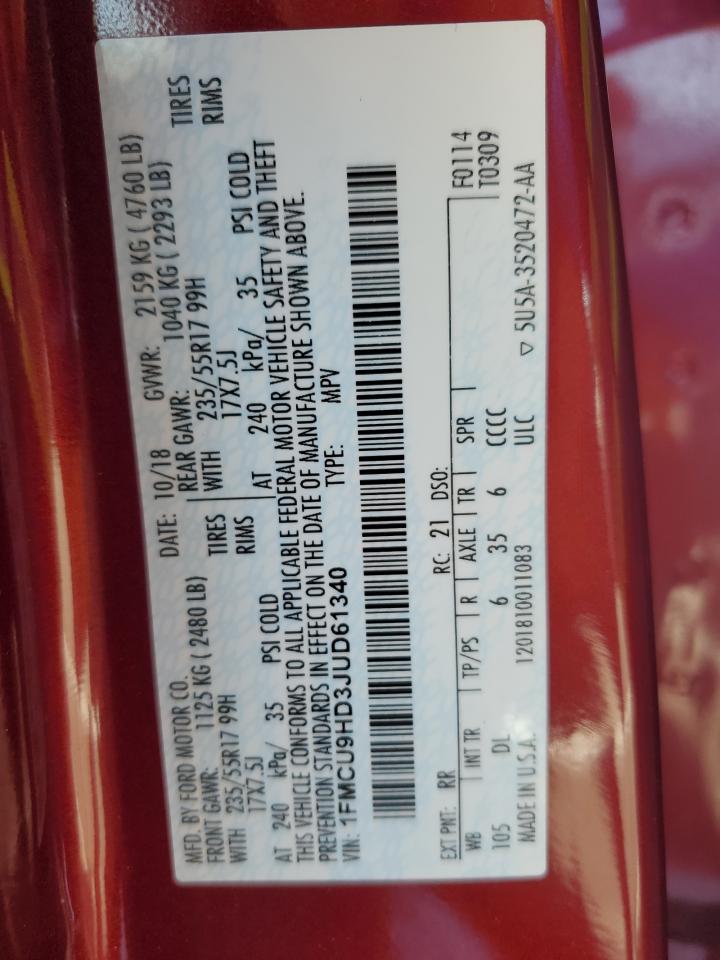 MFD. BY FORD MOTOR CO. DATE: 10/18 GVWR: 2159 KG ( 4760 LB)
FRONT GAWR: 1125 KG ( 2480 LB) REAR GAWR: 1040 KG ( 2293 LB)
WITH 235/55R17 99H TIRES WITH 235/55R17 99H TIRES
17X7.5J RIMS 17X7.5J RIMS
AT 240 kPa/ 35 PSI COLD AT 240 kPa/ 35 PSI COLD
THIS VEHICLE CONFORMS TO ALL APPLICABLE FEDERAL MOTOR VEHICLE SAFETY AND THEFT
PREVENTION STANDARDS IN EFFECT ON THE DATE OF MANUFACTURE SHOWN ABOVE.
VIN: 1FMCU9HD3JUD61340 TYPE: MPV
EXT PNT: RR RC: 21 DSO: F0114
WB INT TR TP/PS R AXLE TR SPR T0309
105 DL 6 35 6 CCCC
MADE IN U.S.A. 1201810011083 ULC ▽ 5U5A-3520472-AA